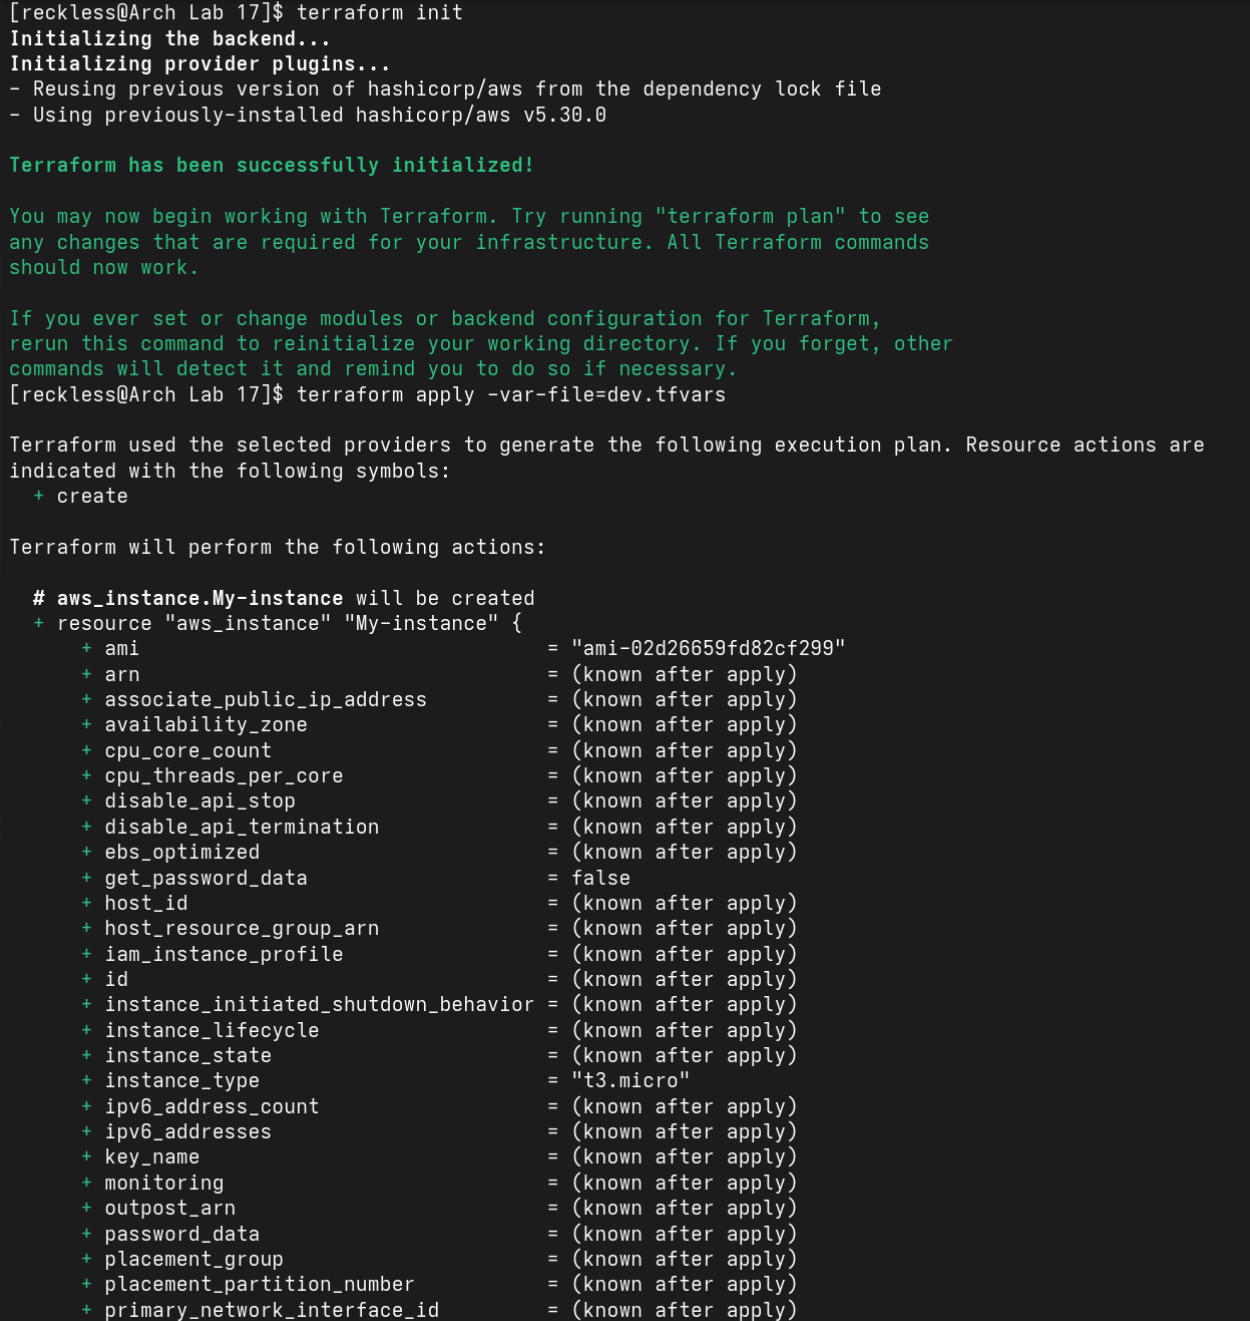 [reckless@Arch Lab 17]$ terraform init
Initializing the backend...
Initializing provider plugins...
- Reusing previous version of hashicorp/aws from the dependency lock file
- Using previously-installed hashicorp/aws v5.30.0

Terraform has been successfully initialized!

You may now begin working with Terraform. Try running "terraform plan" to see
any changes that are required for your infrastructure. All Terraform commands
should now work.

If you ever set or change modules or backend configuration for Terraform,
rerun this command to reinitialize your working directory. If you forget, other
commands will detect it and remind you to do so if necessary.
[reckless@Arch Lab 17]$ terraform apply -var-file=dev.tfvars

Terraform used the selected providers to generate the following execution plan. Resource actions are
indicated with the following symbols:
  + create

Terraform will perform the following actions:

  # aws_instance.My-instance will be created
  + resource "aws_instance" "My-instance" {
      + ami                                  = "ami-02d26659fd82cf299"
      + arn                                  = (known after apply)
      + associate_public_ip_address          = (known after apply)
      + availability_zone                    = (known after apply)
      + cpu_core_count                       = (known after apply)
      + cpu_threads_per_core                 = (known after apply)
      + disable_api_stop                     = (known after apply)
      + disable_api_termination              = (known after apply)
      + ebs_optimized                        = (known after apply)
      + get_password_data                    = false
      + host_id                              = (known after apply)
      + host_resource_group_arn              = (known after apply)
      + iam_instance_profile                 = (known after apply)
      + id                                   = (known after apply)
      + instance_initiated_shutdown_behavior = (known after apply)
      + instance_lifecycle                   = (known after apply)
      + instance_state                       = (known after apply)
      + instance_type                        = "t3.micro"
      + ipv6_address_count                   = (known after apply)
      + ipv6_addresses                       = (known after apply)
      + key_name                             = (known after apply)
      + monitoring                           = (known after apply)
      + outpost_arn                          = (known after apply)
      + password_data                        = (known after apply)
      + placement_group                      = (known after apply)
      + placement_partition_number           = (known after apply)
      + primary_network_interface_id         = (known after apply)